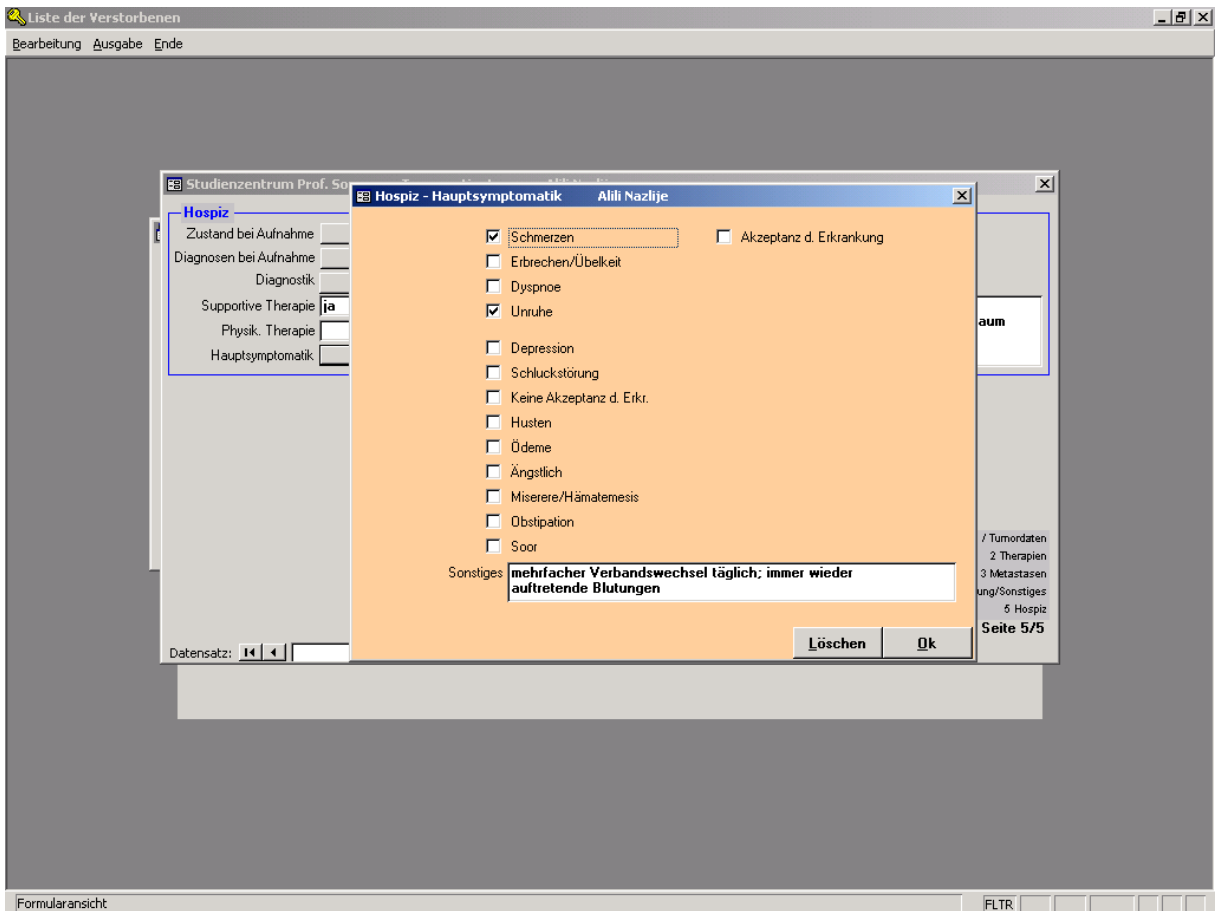 Liste der Verstorbenen
Bearbeitung Ausgabe Ende
Studienzentrum Prof.
Hospiz - Hauptsymptomatik Alili Nazlije
Hospiz
Zustand bei Aufnahme
Diagnosen bei Aufnahme
Diagnostik
Supportive Therapie ja
Physik. Therapie
Hauptsymptomatik
Schmerzen
Akzeptanz d. Erkrankung
Erbrechen/Übelkeit
Dyspnoe
Unruhe
aum
Depression
Schluckstörung
Keine Akzeptanz d. Erkr.
Husten
Ödeme
Ängstlich
Miserere/Hämatemesis
Obstipation
Soor
Sonstiges mehrfacher Verbandswechsel täglich; immer wieder
auftretende Blutungen
/ Tumordaten
2 Therapien
3 Metastasen
ung/Sonstiges
5 Hospiz
Seite 5/5
Löschen Ok
Datensatz:
Formularansicht
FLTR